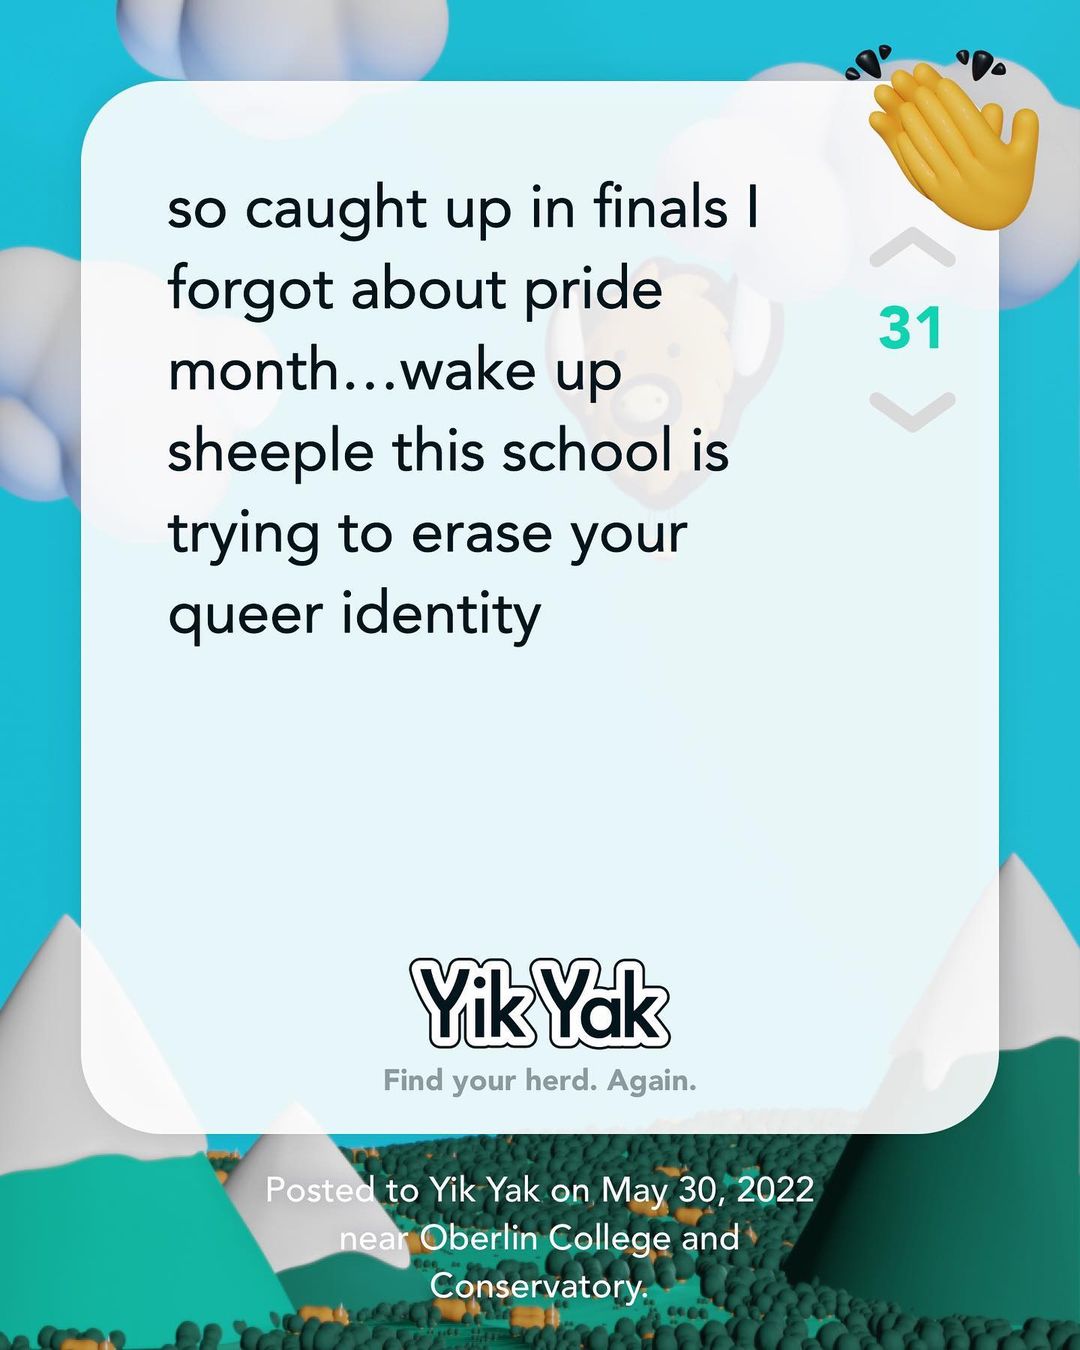 so caught up in finals I
forgot about pride
month...wake up
sheeple this school is
trying to erase your
queer identity
31
Yik Yak
Find your herd. Again.
Posted to Yik Yak on May 30, 2022
near Oberlin College and
Conservatory.